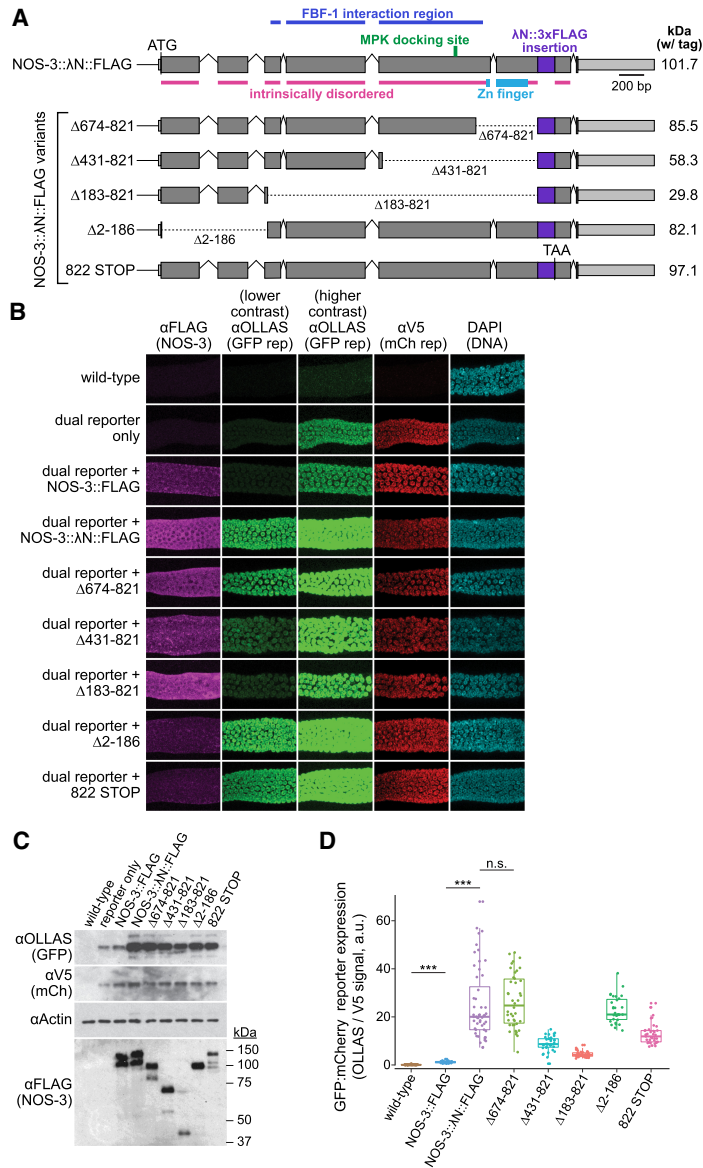 A
FBF-1 interaction region
MPK docking site
λN::3xFLAG
insertion
kDa
(w/ tag)
ATG
NOS-3::λN::FLAG
101.7
intrinsically disordered
Zn finger
200 bp
NOS-3::λN::FLAG variants
Δ674-821
Δ674-821
85.5
Δ431-821
Δ431-821
58.3
Δ183-821
Δ183-821
29.8
Δ2-186
Δ2-186
82.1
TAA
822 STOP
97.1
B
αFLAG
(NOS-3)
(lower
contrast)
αOLLAS
(GFP rep)
(higher
contrast)
αOLLAS
(GFP rep)
αV5
(mCh rep)
DAPI
(DNA)
wild-type
dual reporter
only
dual reporter +
NOS-3::FLAG
dual reporter +
NOS-3::λN::FLAG
dual reporter +
Δ674-821
dual reporter +
Δ431-821
dual reporter +
Δ183-821
dual reporter +
Δ2-186
dual reporter +
822 STOP
C
wild-type
reporter only
NOS-3::FLAG
NOS-3::λN::FLAG
Δ674-821
Δ431-821
Δ183-821
Δ2-186
822 STOP
αOLLAS
(GFP)
αV5
(mCh)
αActin
kDa
αFLAG
(NOS-3)
150
100
75
50
37
D
GFP:mCherry reporter expression
(OLLAS / V5 signal, a.u.)
60
40
20
0
***
***
n.s.
wild-type
NOS-3::FLAG
NOS-3::λN::FLAG
Δ674-821
Δ431-821
Δ183-821
Δ2-186
822 STOP